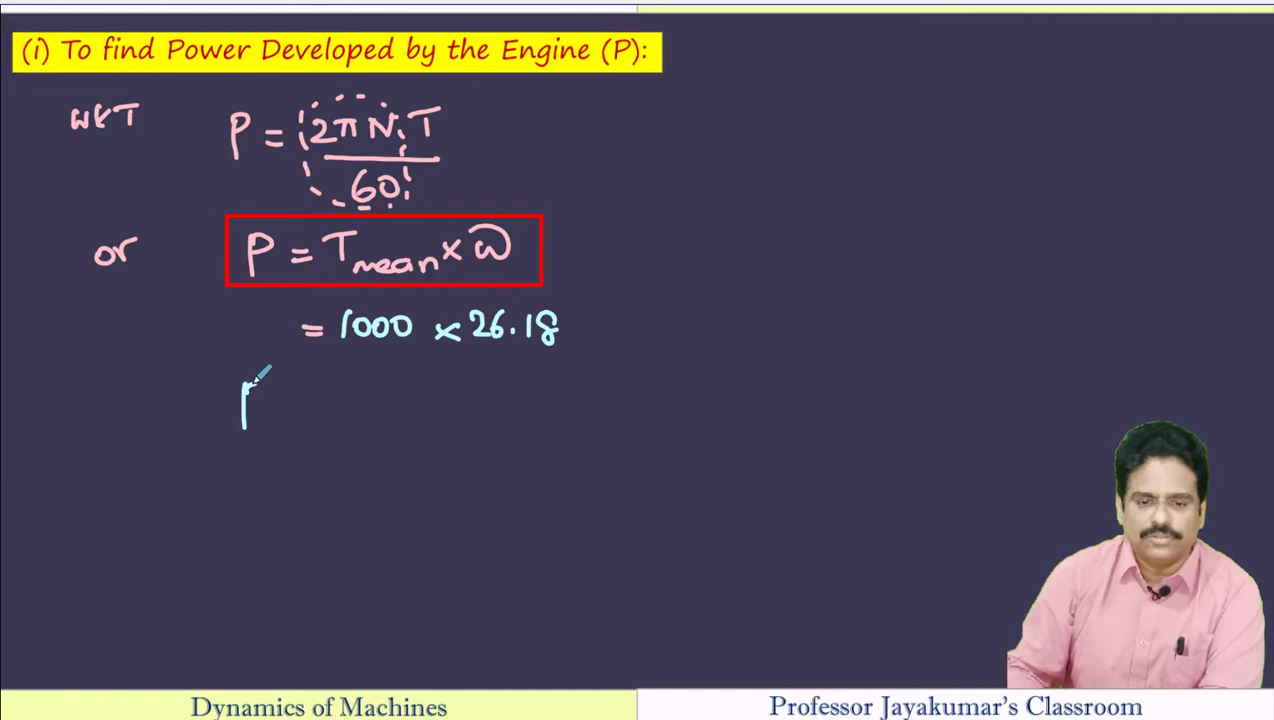 (i) To find Power Developed by the Engine (P):
WKT P = 2πNT / 60
or P = Tmean × ω
= 1000 × 26.18
Dynamics of Machines
Professor Jayakumar's Classroom